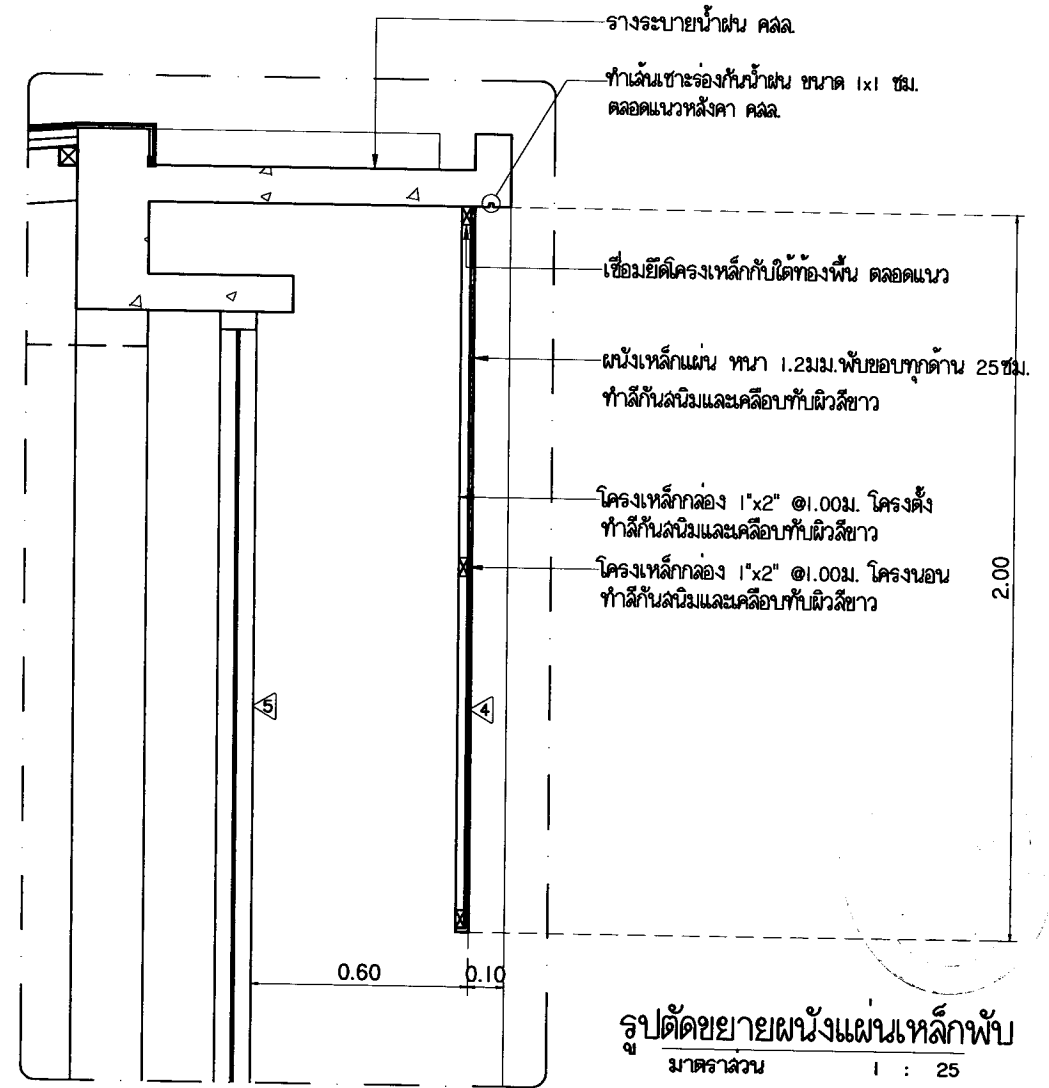 รางระบายน้ำฝน คสล.
ทำเส้นเซาะร่องกันน้ำฝน ขนาด 1x1 ซม.
ตลอดแนวหลังคา คสล.
เชื่อมยึดโครงเหล็กกับใต้ท้องพื้น ตลอดแนว
ผนังเหล็กแผ่น หนา 1.2มม.พับขอบทุกด้าน 25ซม.
ทำสีกันสนิมและเคลือบทับผิวสีขาว
โครงเหล็กกล่อง 1"x2" @1.00ม. โครงตั้ง
ทำสีกันสนิมและเคลือบทับผิวสีขาว
โครงเหล็กกล่อง 1"x2" @1.00ม. โครงนอน
ทำสีกันสนิมและเคลือบทับผิวสีขาว
2.00
5
4
0.60
0.10
รูปตัดขยายผนังแผ่นเหล็กพับ
มาตราส่วน 1 : 25